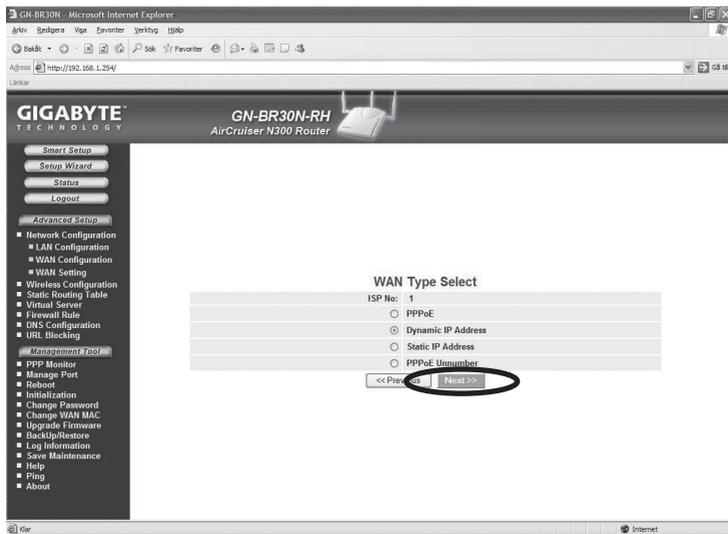 GN-BR30N - Microsoft Internet Explorer
Arkiv Redigera Visa Favoriter Verktyg Hjälp
Bakåt Sök Favoriter
Adress http://192.168.1.254/ Gå til
Länkar
GIGABYTE™
TECHNOLOGY
GN-BR30N-RH
AirCruiser N300 Router
Smart Setup
Setup Wizard
Status
Logout
Advanced Setup
Network Configuration
LAN Configuration
WAN Configuration
WAN Setting
Wireless Configuration
Static Routing Table
Virtual Server
Firewall Rule
DNS Configuration
URL Blocking
Management Tool
PPP Monitor
Manage Port
Reboot
Initialization
Change Password
Change WAN MAC
Upgrade Firmware
BackUp/Restore
Log Information
Save Maintenance
Help
Ping
About
WAN Type Select
ISP No: 1
PPPoE
Dynamic IP Address
Static IP Address
PPPoE Unnumber
<< Previous Next >>
Klar Internet